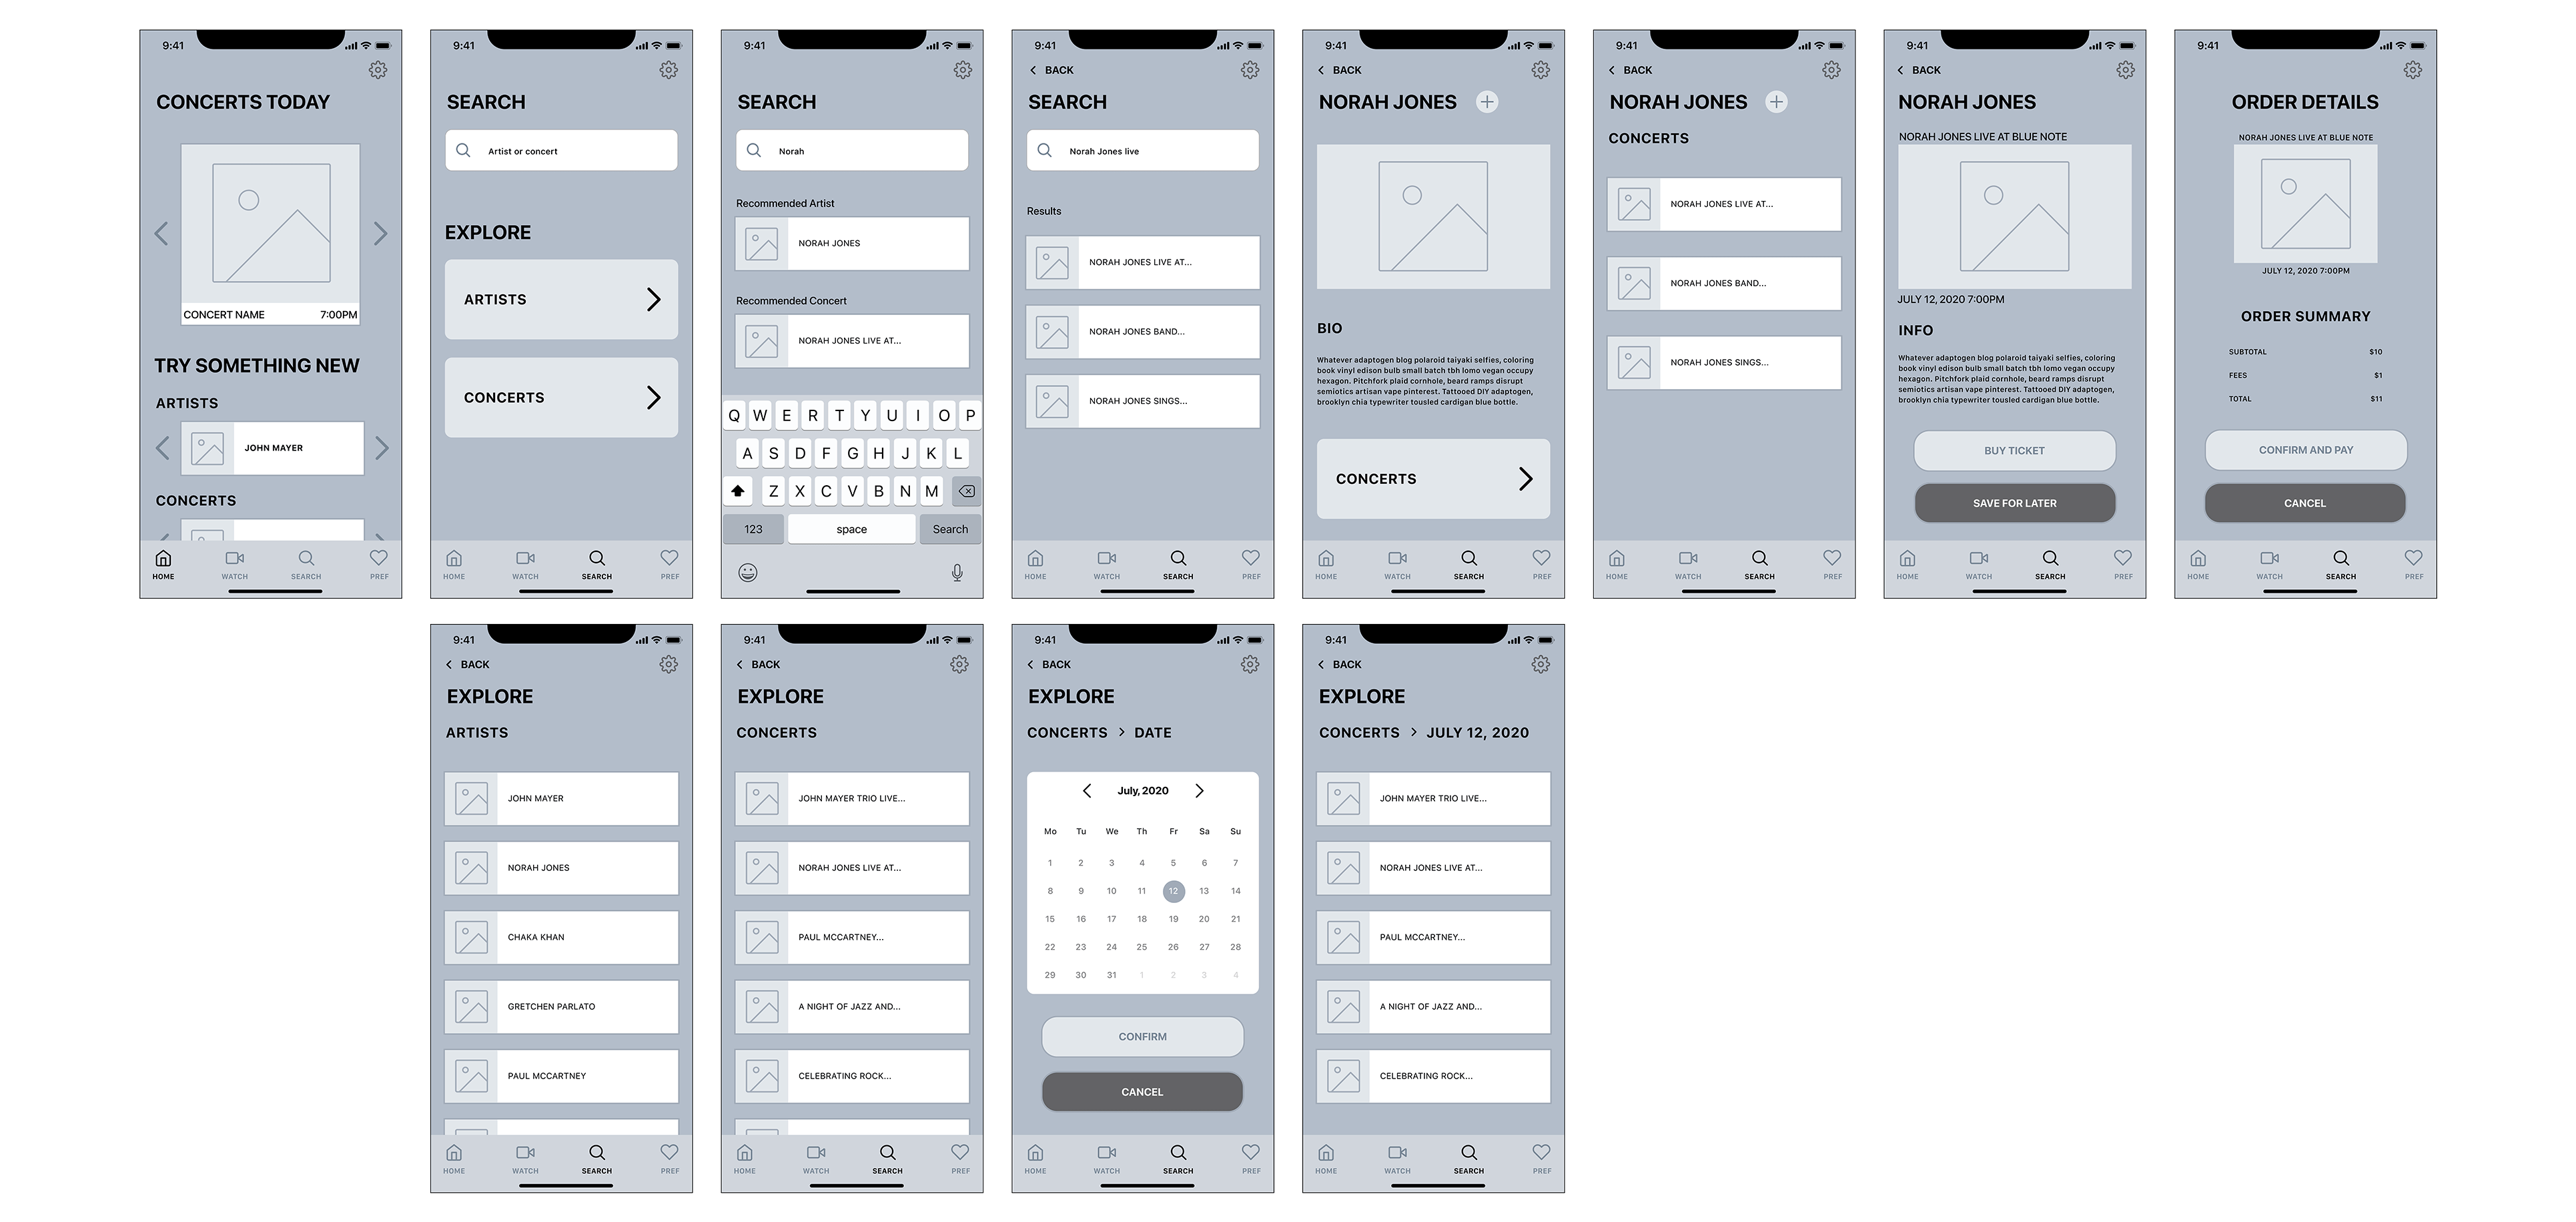 9:41
CONCERTS TODAY
CONCERT NAME 7:00PM
TRY SOMETHING NEW
ARTISTS
JOHN MAYER
CONCERTS
HOME WATCH SEARCH PREF
9:41
SEARCH
Artist or concert
EXPLORE
ARTISTS
CONCERTS
HOME WATCH SEARCH PREF
9:41
SEARCH
Norah
Recommended Artist
NORAH JONES
Recommended Concert
NORAH JONES LIVE AT...
Q W E R T Y U I O P
A S D F G H J K L
Z X C V B N M
123 space Search
9:41
BACK
SEARCH
Norah Jones live
Results
NORAH JONES LIVE AT...
NORAH JONES BAND...
NORAH JONES SINGS...
HOME WATCH SEARCH PREF
9:41
BACK
NORAH JONES
BIO
Whatever adaptogen blog polaroid taiyaki selfies, coloring
book vinyl edison bulb small batch tbh lomo vegan occupy
hexagon. Pitchfork plaid cornhole, beard ramps disrupt
semiotics artisan vape pinterest. Tattooed DIY adaptogen,
brooklyn chia typewriter tousled cardigan blue bottle.
CONCERTS
HOME WATCH SEARCH PREF
9:41
BACK
NORAH JONES
CONCERTS
NORAH JONES LIVE AT...
NORAH JONES BAND...
NORAH JONES SINGS...
HOME WATCH SEARCH PREF
9:41
BACK
NORAH JONES
NORAH JONES LIVE AT BLUE NOTE
JULY 12, 2020 7:00PM
INFO
Whatever adaptogen blog polaroid taiyaki selfies, coloring
book vinyl edison bulb small batch tbh lomo vegan occupy
hexagon. Pitchfork plaid cornhole, beard ramps disrupt
semiotics artisan vape pinterest. Tattooed DIY adaptogen,
brooklyn chia typewriter tousled cardigan blue bottle.
BUY TICKET
SAVE FOR LATER
HOME WATCH SEARCH PREF
9:41
ORDER DETAILS
NORAH JONES LIVE AT BLUE NOTE
JULY 12, 2020 7:00PM
ORDER SUMMARY
SUBTOTAL $10
FEES $1
TOTAL $11
CONFIRM AND PAY
CANCEL
HOME WATCH SEARCH PREF
9:41
BACK
EXPLORE
ARTISTS
JOHN MAYER
NORAH JONES
CHAKA KHAN
GRETCHEN PARLATO
PAUL MCCARTNEY
HOME WATCH SEARCH PREF
9:41
BACK
EXPLORE
CONCERTS
JOHN MAYER TRIO LIVE...
NORAH JONES LIVE AT...
PAUL MCCARTNEY...
A NIGHT OF JAZZ AND...
CELEBRATING ROCK...
HOME WATCH SEARCH PREF
9:41
BACK
EXPLORE
CONCERTS > DATE
July, 2020
Mo Tu We Th Fr Sa Su
1 2 3 4 5 6 7
8 9 10 11 12 13 14
15 16 17 18 19 20 21
22 23 24 25 26 27 28
29 30 31 1 2 3 4
CONFIRM
CANCEL
HOME WATCH SEARCH PREF
9:41
BACK
EXPLORE
CONCERTS > JULY 12, 2020
JOHN MAYER TRIO LIVE...
NORAH JONES LIVE AT...
PAUL MCCARTNEY...
A NIGHT OF JAZZ AND...
CELEBRATING ROCK...
HOME WATCH SEARCH PREF